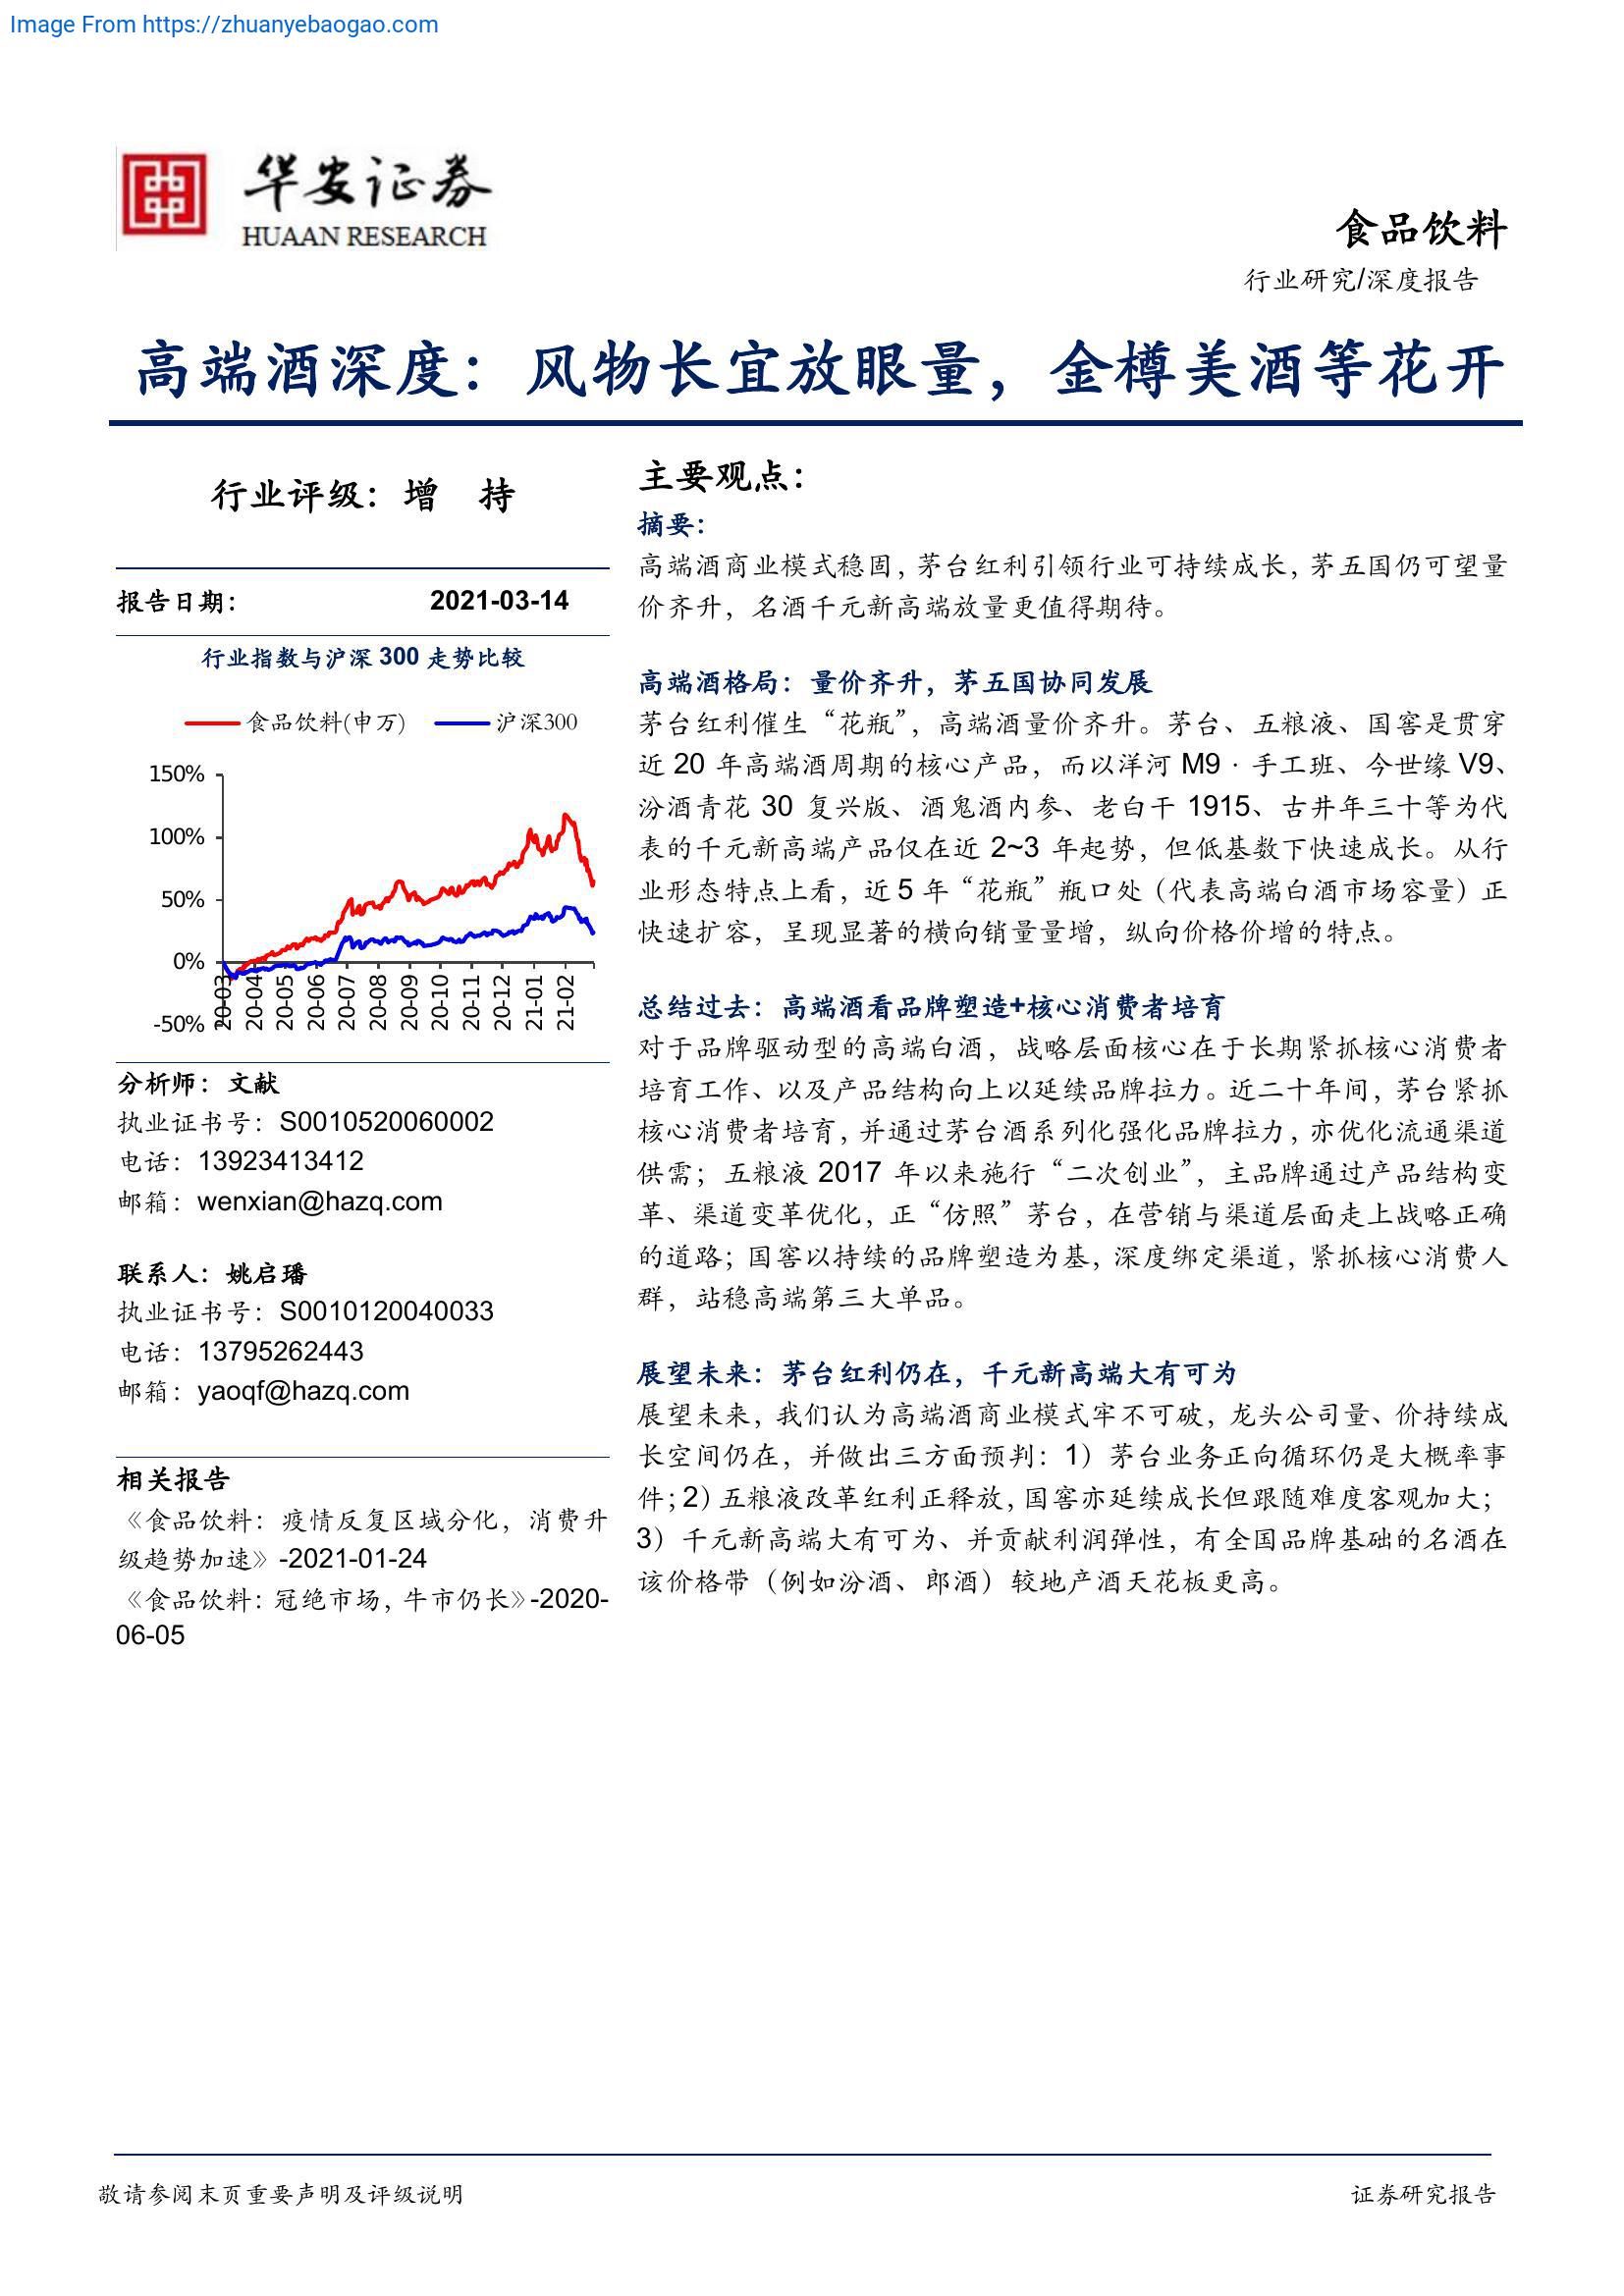 Image From https://zhuanyebaogao.com
华安证券
HUAAN RESEARCH
食品饮料
行业研究/深度报告
高端酒深度：风物长宜放眼量，金樽美酒等花开
行业评级：增 持
报告日期： 2021-03-14
行业指数与沪深 300 走势比较
食品饮料(申万) 沪深300
150%
100%
50%
0%
-50%
20-03 20-04 20-05 20-06 20-07 20-08 20-09 20-10 20-11 20-12 21-01 21-02
分析师：文献
执业证书号：S0010520060002
电话：13923413412
邮箱：wenxian@hazq.com
联系人：姚启璠
执业证书号：S0010120040033
电话：13795262443
邮箱：yaoqf@hazq.com
相关报告
《食品饮料：疫情反复区域分化，消费升
级趋势加速》-2021-01-24
《食品饮料：冠绝市场，牛市仍长》-2020-
06-05
主要观点：
摘要：
高端酒商业模式稳固，茅台红利引领行业可持续成长，茅五国仍可望量
价齐升，名酒千元新高端放量更值得期待。
高端酒格局：量价齐升，茅五国协同发展
茅台红利催生“花瓶”，高端酒量价齐升。茅台、五粮液、国窖是贯穿
近 20 年高端酒周期的核心产品，而以洋河 M9·手工班、今世缘 V9、
汾酒青花 30 复兴版、酒鬼酒内参、老白干 1915、古井年三十等为代
表的千元新高端产品仅在近 2~3 年起势，但低基数下快速成长。从行
业形态特点上看，近 5 年“花瓶”瓶口处（代表高端白酒市场容量）正
快速扩容，呈现显著的横向销量量增，纵向价格价增的特点。
总结过去：高端酒看品牌塑造+核心消费者培育
对于品牌驱动型的高端白酒，战略层面核心在于长期紧抓核心消费者
培育工作、以及产品结构向上以延续品牌拉力。近二十年间，茅台紧抓
核心消费者培育，并通过茅台酒系列化强化品牌拉力，亦优化流通渠道
供需；五粮液 2017 年以来施行“二次创业”，主品牌通过产品结构变
革、渠道变革优化，正“仿照”茅台，在营销与渠道层面走上战略正确
的道路；国窖以持续的品牌塑造为基，深度绑定渠道，紧抓核心消费人
群，站稳高端第三大单品。
展望未来：茅台红利仍在，千元新高端大有可为
展望未来，我们认为高端酒商业模式牢不可破，龙头公司量、价持续成
长空间仍在，并做出三方面预判：1）茅台业务正向循环仍是大概率事
件；2）五粮液改革红利正释放，国窖亦延续成长但跟随难度客观加大；
3）千元新高端大有可为、并贡献利润弹性，有全国品牌基础的名酒在
该价格带（例如汾酒、郎酒）较地产酒天花板更高。
敬请参阅末页重要声明及评级说明
证券研究报告